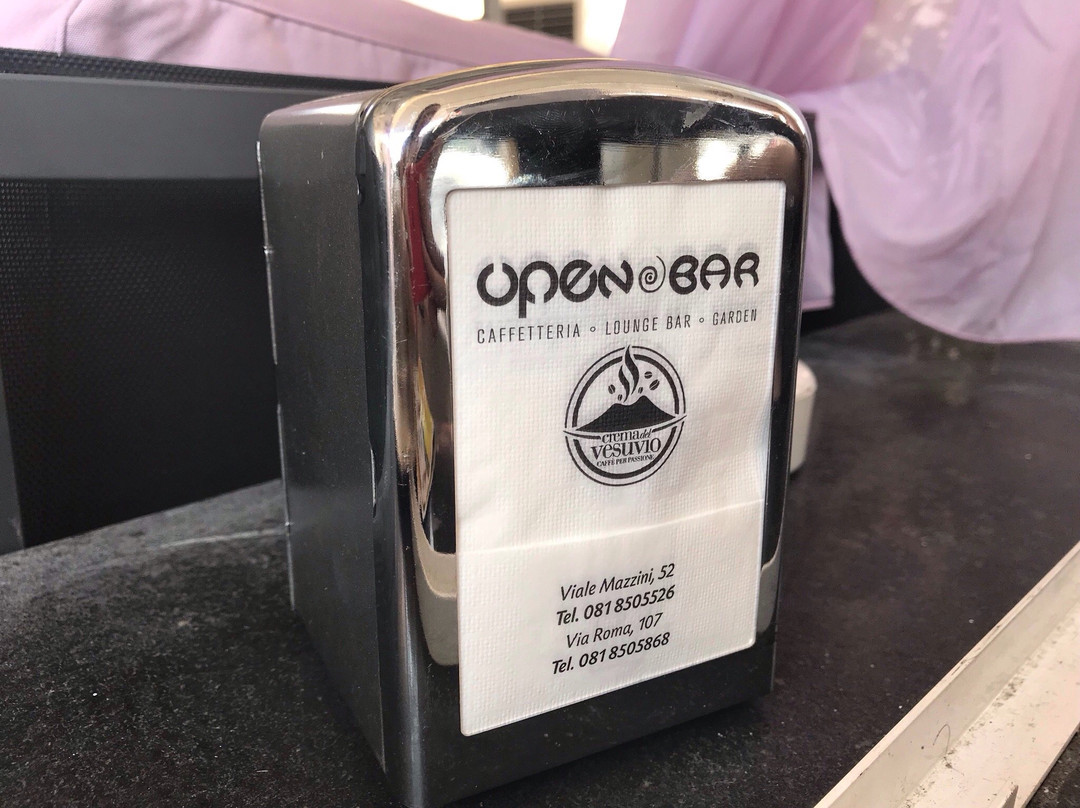 OPEN BAR
CAFFETTERIA ° LOUNGE BAR ° GARDEN
crema del
vesuvio
CAFFÈ PER PASSIONE
Viale Mazzini, 52
Tel. 081 8505526
Via Roma, 107
Tel. 081 8505868